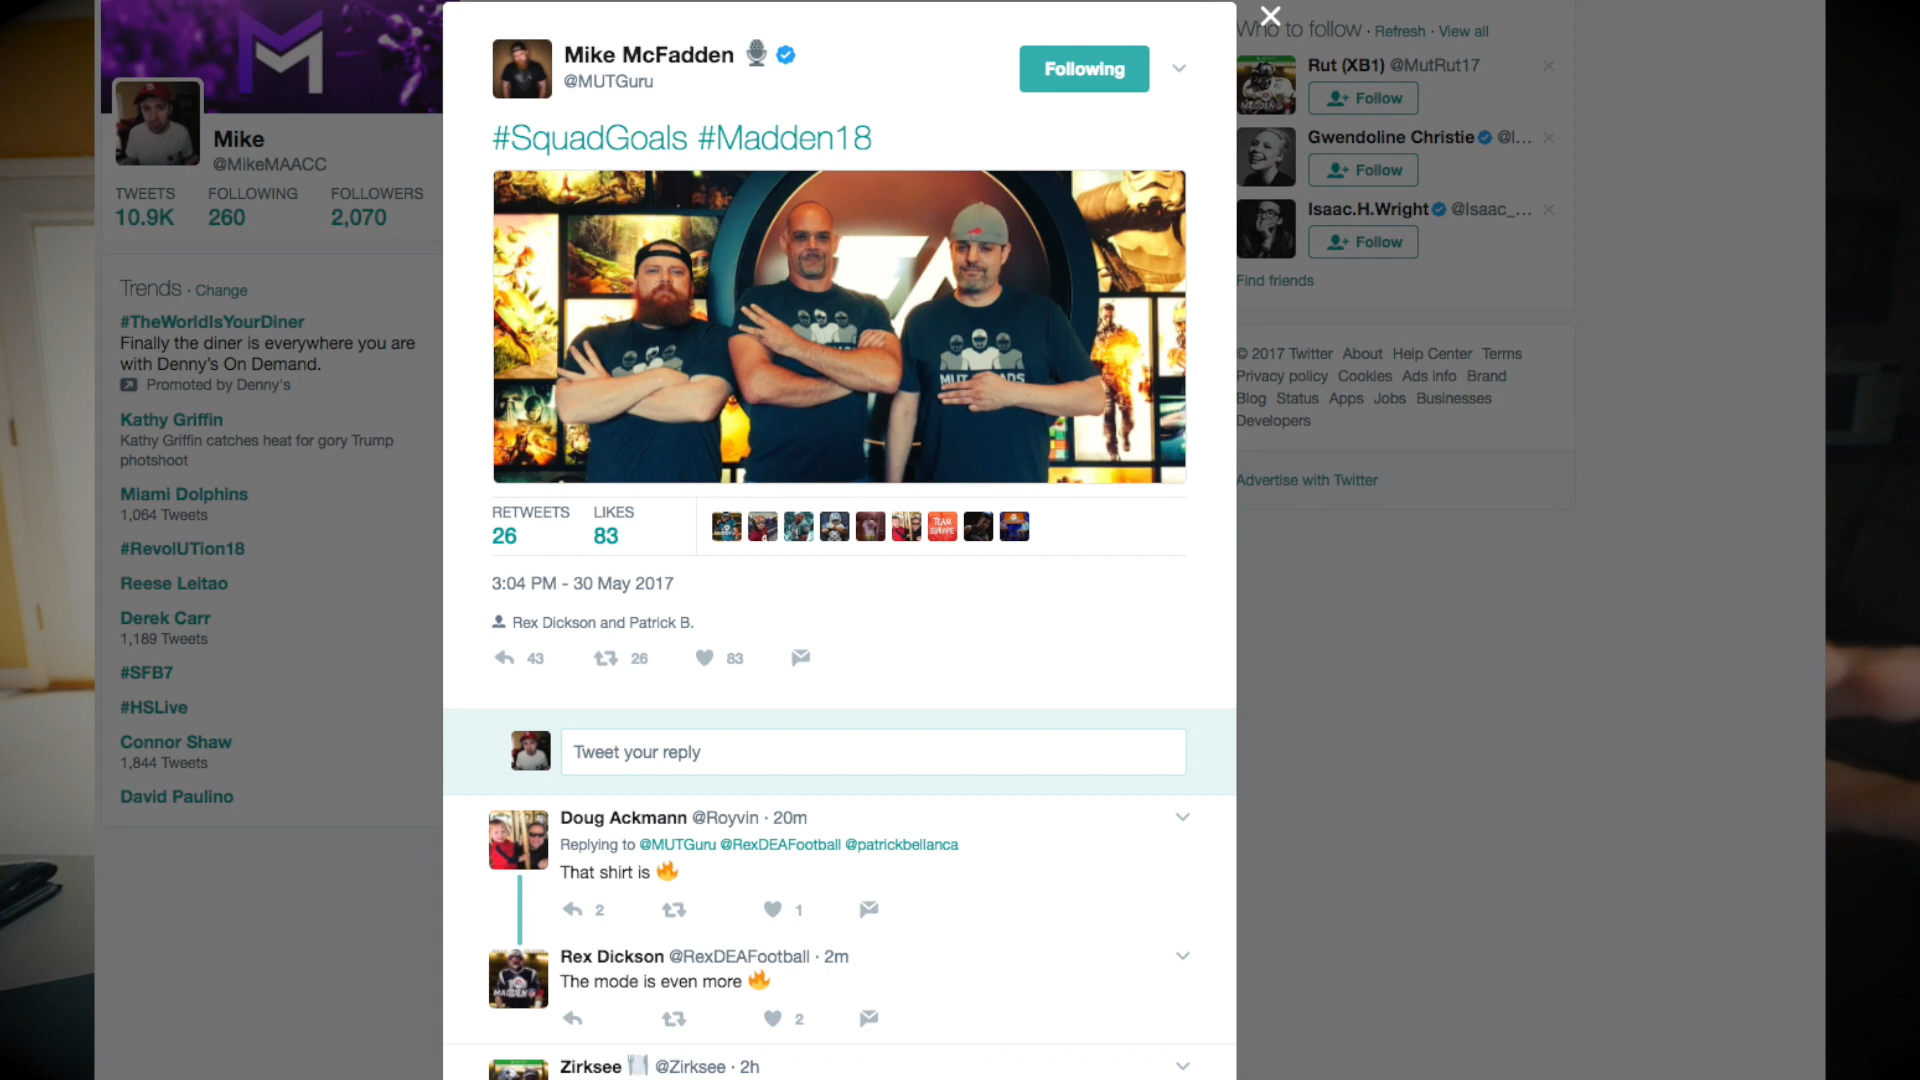 Mike
@MikeMAACC
TWEETS FOLLOWING FOLLOWERS
10.9K 260 2,070
Trends · Change
#TheWorldIsYourDiner
Finally the diner is everywhere you are
with Denny's On Demand.
Promoted by Denny's
Kathy Griffin
Kathy Griffin catches heat for gory Trump
photshoot
Miami Dolphins
1,064 Tweets
#RevolUTion18
Reese Leitao
Derek Carr
1,189 Tweets
#SFB7
#HSLive
Connor Shaw
1,844 Tweets
David Paulino
Mike McFadden
@MUTGuru
Following
#SquadGoals #Madden18
RETWEETS LIKES
26 83
TEAM
EUROPE
3:04 PM - 30 May 2017
Rex Dickson and Patrick B.
43 26 83
Tweet your reply
Doug Ackmann @Royvin · 20m
Replying to @MUTGuru @RexDEAFootball @patrickbellanca
That shirt is 🔥
2 1
Rex Dickson @RexDEAFootball · 2m
The mode is even more 🔥
2
Zirksee 🍽 @Zirksee · 2h
Who to follow · Refresh · View all
Rut (XB1) @MutRut17
Follow
Gwendoline Christie @l...
Follow
Isaac.H.Wright @Isaac_...
Follow
Find friends
© 2017 Twitter About Help Center Terms
Privacy policy Cookies Ads info Brand
Blog Status Apps Jobs Businesses
Developers
Advertise with Twitter